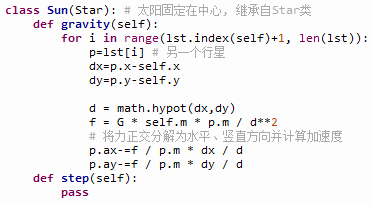 class Sun(Star): # 太阳固定在中心, 继承自Star类
    def gravity(self):
        for i in range(lst.index(self)+1, len(lst)):
            p=lst[i] # 另一个行星
            dx=p.x-self.x
            dy=p.y-self.y

            d = math.hypot(dx,dy)
            f = G * self.m * p.m / d**2
            # 将力正交分解为水平、竖直方向并计算加速度
            p.ax-=f / p.m * dx / d
            p.ay-=f / p.m * dy / d
    def step(self):
        pass